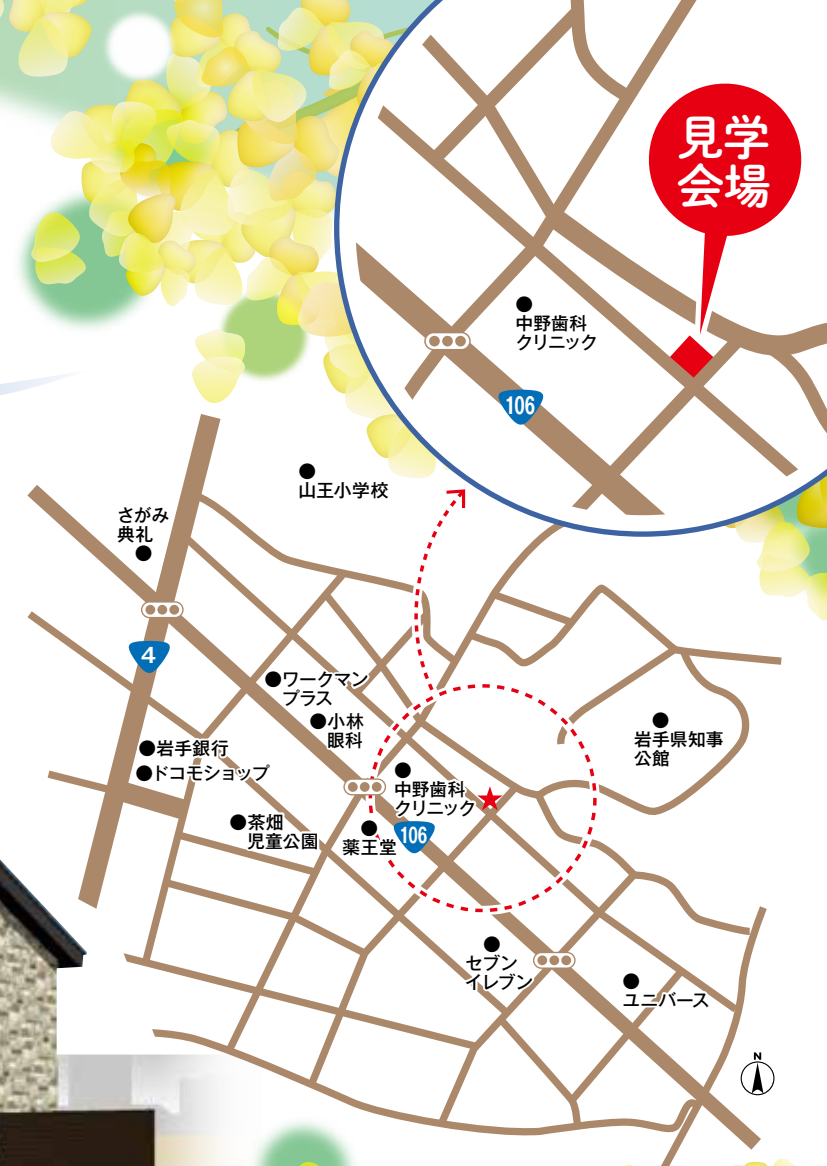 見学
会場
中野歯科
クリニック
106
山王小学校
さがみ
典礼
4
ワークマン
プラス
小林
眼科
岩手県知事
公館
岩手銀行
ドコモショップ
中野歯科
クリニック
茶畑
児童公園
薬王堂
106
セブン
イレブン
ユニバース
N